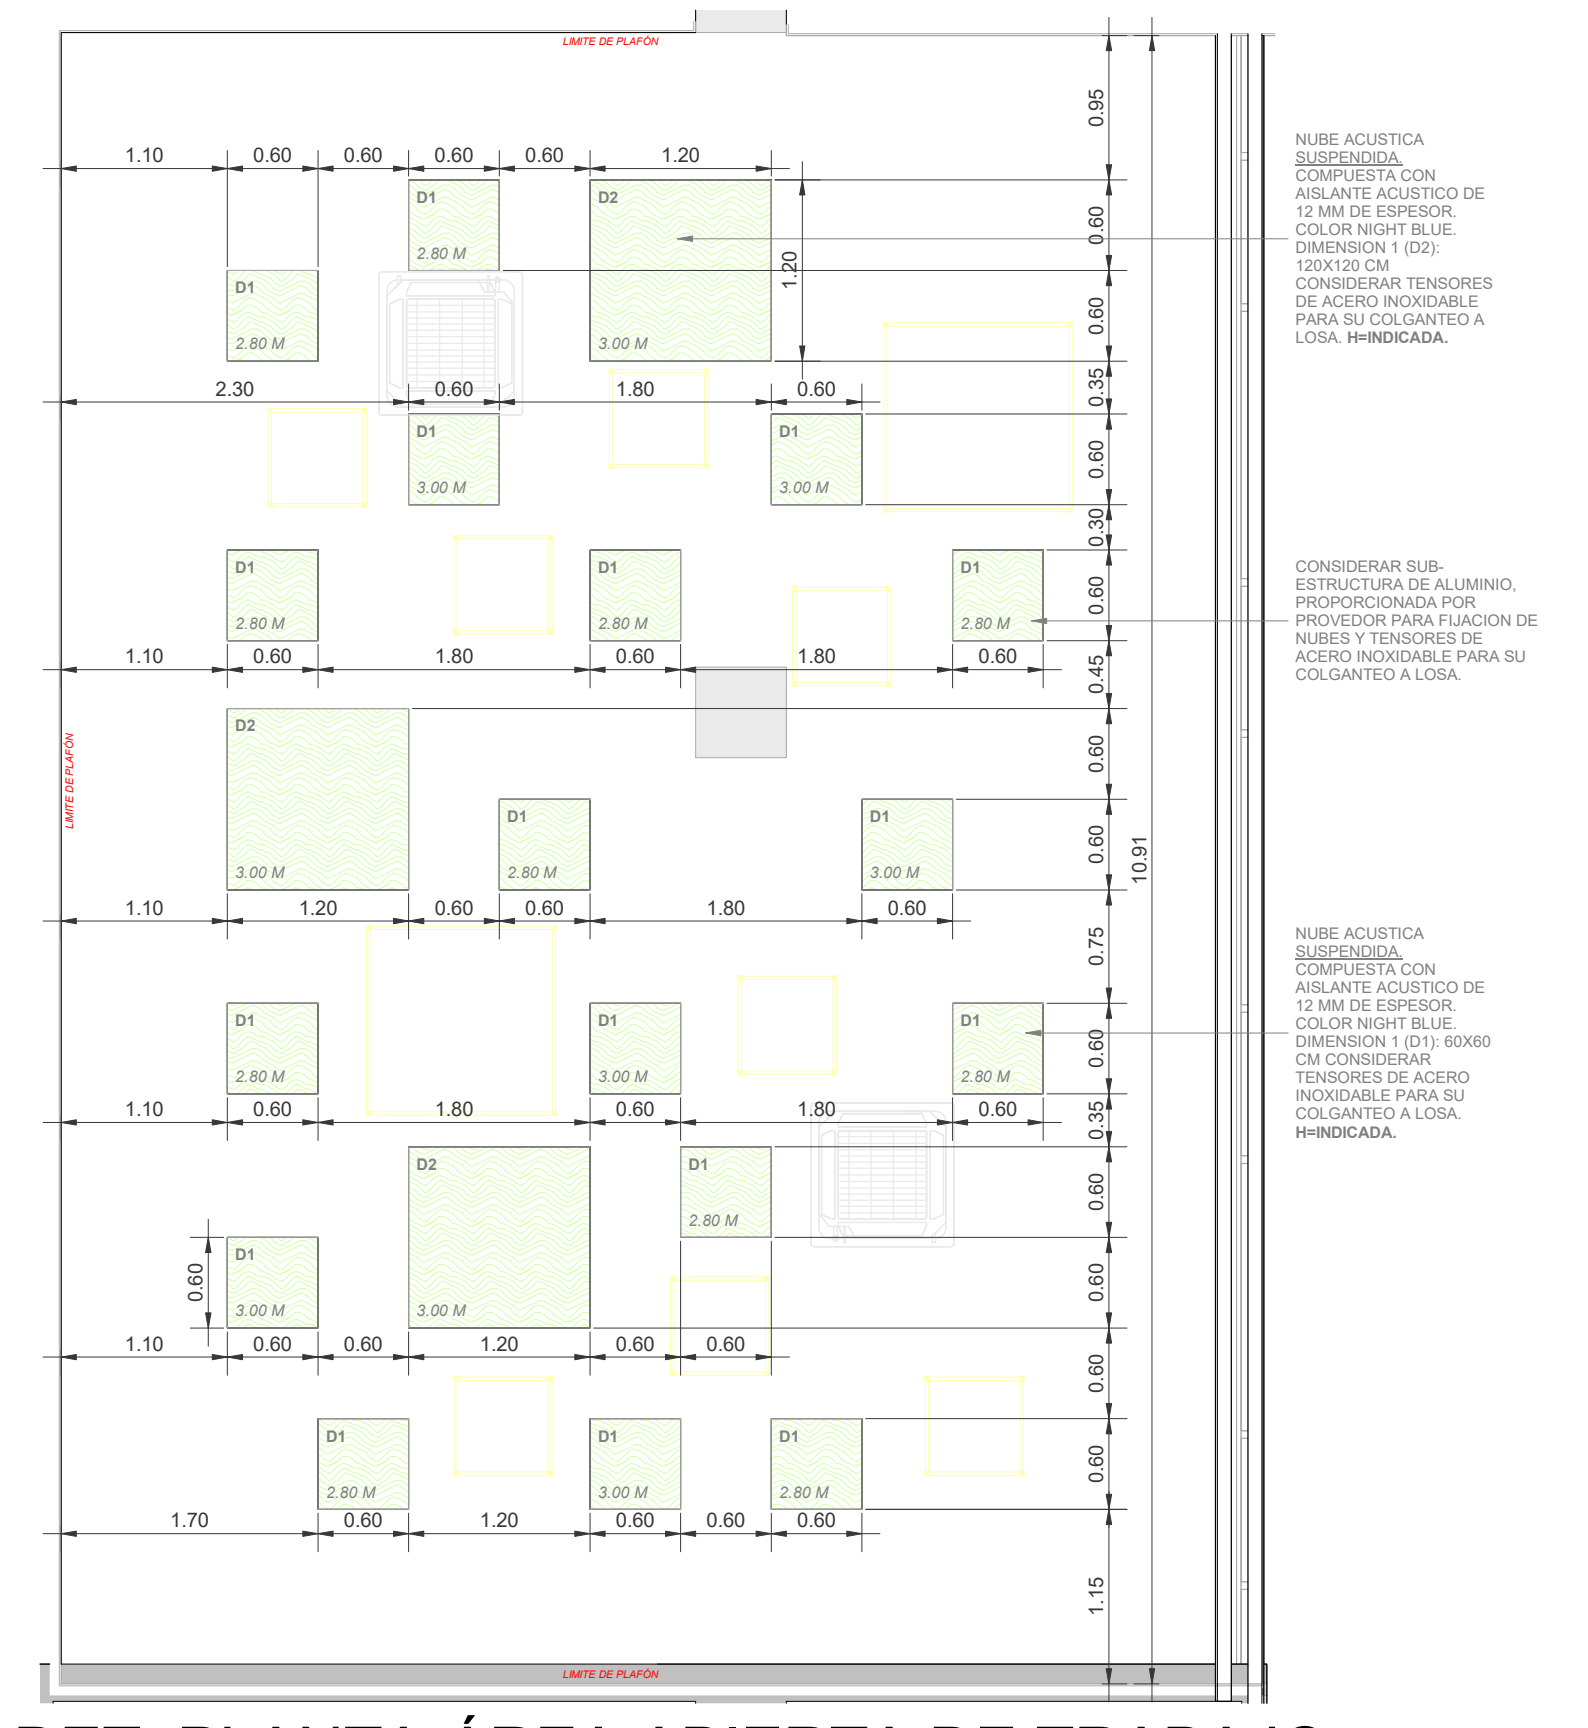 LIMITE DE PLAFÓN
0.95
1.10 0.60 0.60 0.60 0.60 1.20
D1
2.80 M
D2
3.00 M
1.20
0.60
D1
2.80 M
0.60
NUBE ACUSTICA
SUSPENDIDA.
COMPUESTA CON
AISLANTE ACUSTICO DE
12 MM DE ESPESOR.
COLOR NIGHT BLUE.
DIMENSION 1 (D2):
120X120 CM
CONSIDERAR TENSORES
DE ACERO INOXIDABLE
PARA SU COLGANTEO A
LOSA. H=INDICADA.
2.30 0.60 1.80 0.60
0.35
D1
3.00 M
D1
3.00 M
0.60
0.30
D1
2.80 M
D1
2.80 M
D1
2.80 M
0.60
CONSIDERAR SUB-
ESTRUCTURA DE ALUMINIO,
PROPORCIONADA POR
PROVEDOR PARA FIJACION DE
NUBES Y TENSORES DE
ACERO INOXIDABLE PARA SU
COLGANTEO A LOSA.
1.10 0.60 1.80 0.60 1.80 0.60
0.45
LIMITE DE PLAFÓN
D2
3.00 M
0.60
D1
2.80 M
D1
3.00 M
0.60
10.91
1.10 1.20 0.60 0.60 1.80 0.60
0.75
D1
2.80 M
D1
3.00 M
D1
2.80 M
0.60
NUBE ACUSTICA
SUSPENDIDA.
COMPUESTA CON
AISLANTE ACUSTICO DE
12 MM DE ESPESOR.
COLOR NIGHT BLUE.
DIMENSION 1 (D1): 60X60
CM CONSIDERAR
TENSORES DE ACERO
INOXIDABLE PARA SU
COLGANTEO A LOSA.
H=INDICADA.
1.10 0.60 1.80 0.60 1.80 0.60
0.35
D2
3.00 M
D1
2.80 M
0.60
0.60
D1
3.00 M
0.60
1.10 0.60 0.60 1.20 0.60 0.60
0.60
D1
2.80 M
D1
3.00 M
D1
2.80 M
0.60
1.70 0.60 1.20 0.60 0.60 0.60
1.15
LIMITE DE PLAFÓN